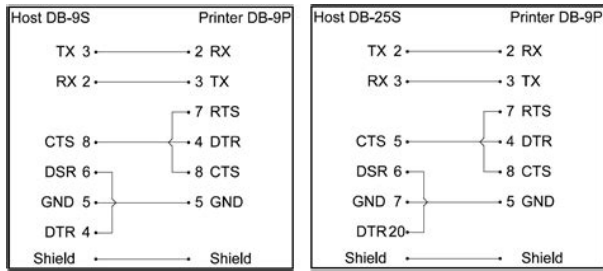 Host DB-9S Printer DB-9P
TX 3 2 RX
RX 2 3 TX
7 RTS
CTS 8 4 DTR
DSR 6 8 CTS
GND 5 5 GND
DTR 4
Shield Shield
Host DB-25S Printer DB-9P
TX 2 2 RX
RX 3 3 TX
7 RTS
CTS 5 4 DTR
DSR 6 8 CTS
GND 7 5 GND
DTR20
Shield Shield